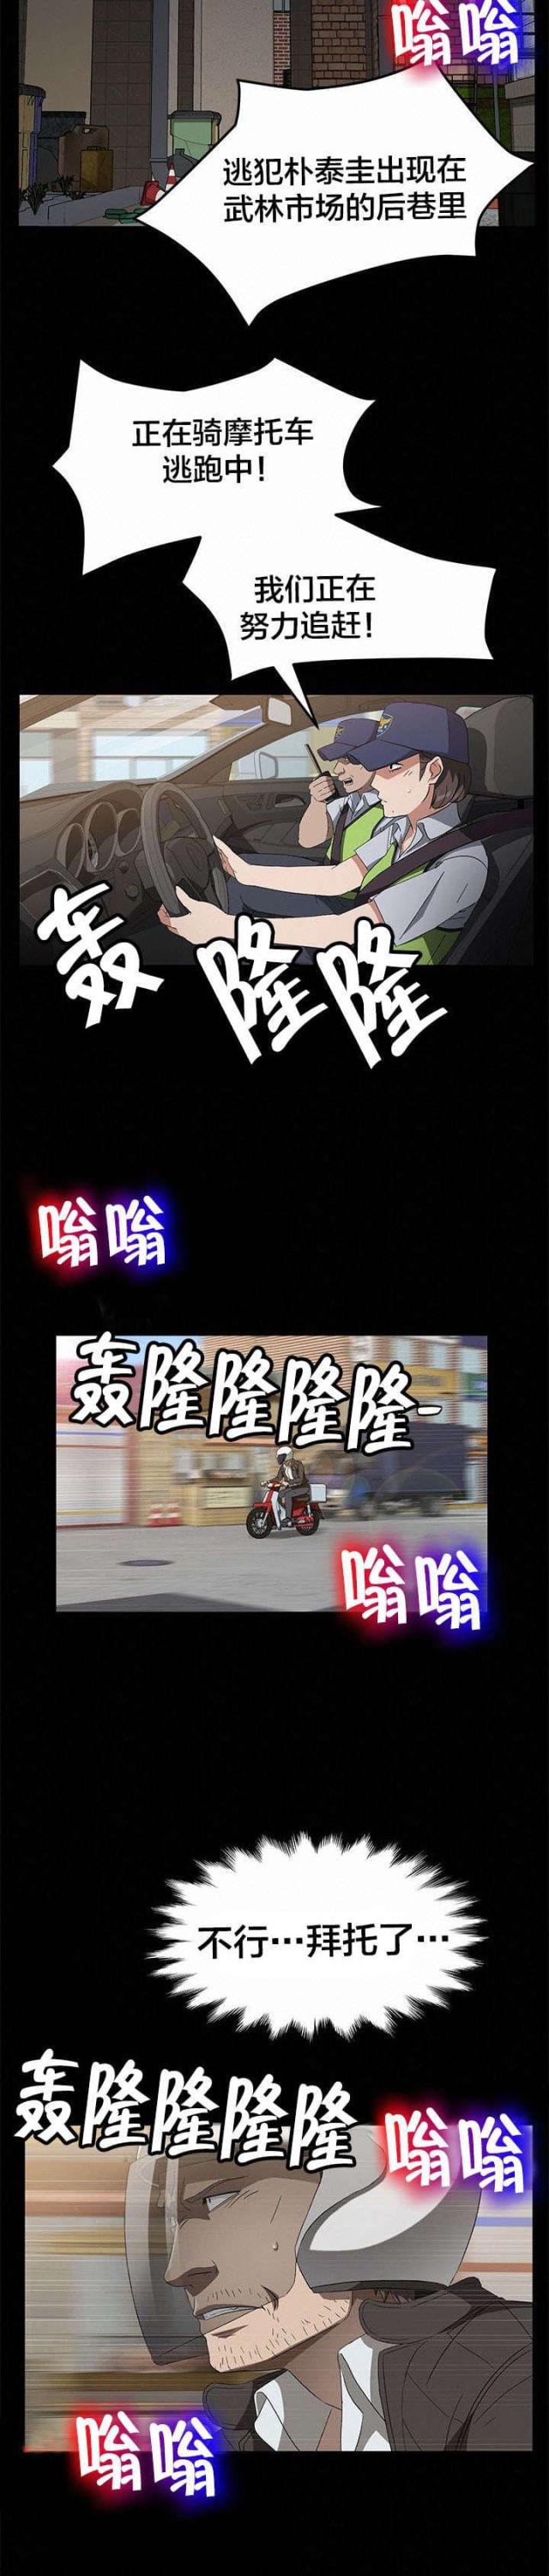 嗡嗡
逃犯朴泰圭出现在
武林市场的后巷里
正在骑摩托车
逃跑中！
我们正在
努力追赶！
轰隆隆
嗡嗡
轰隆隆隆隆-
嗡嗡
不行…拜托了…
轰隆隆隆隆
嗡嗡
嗡嗡